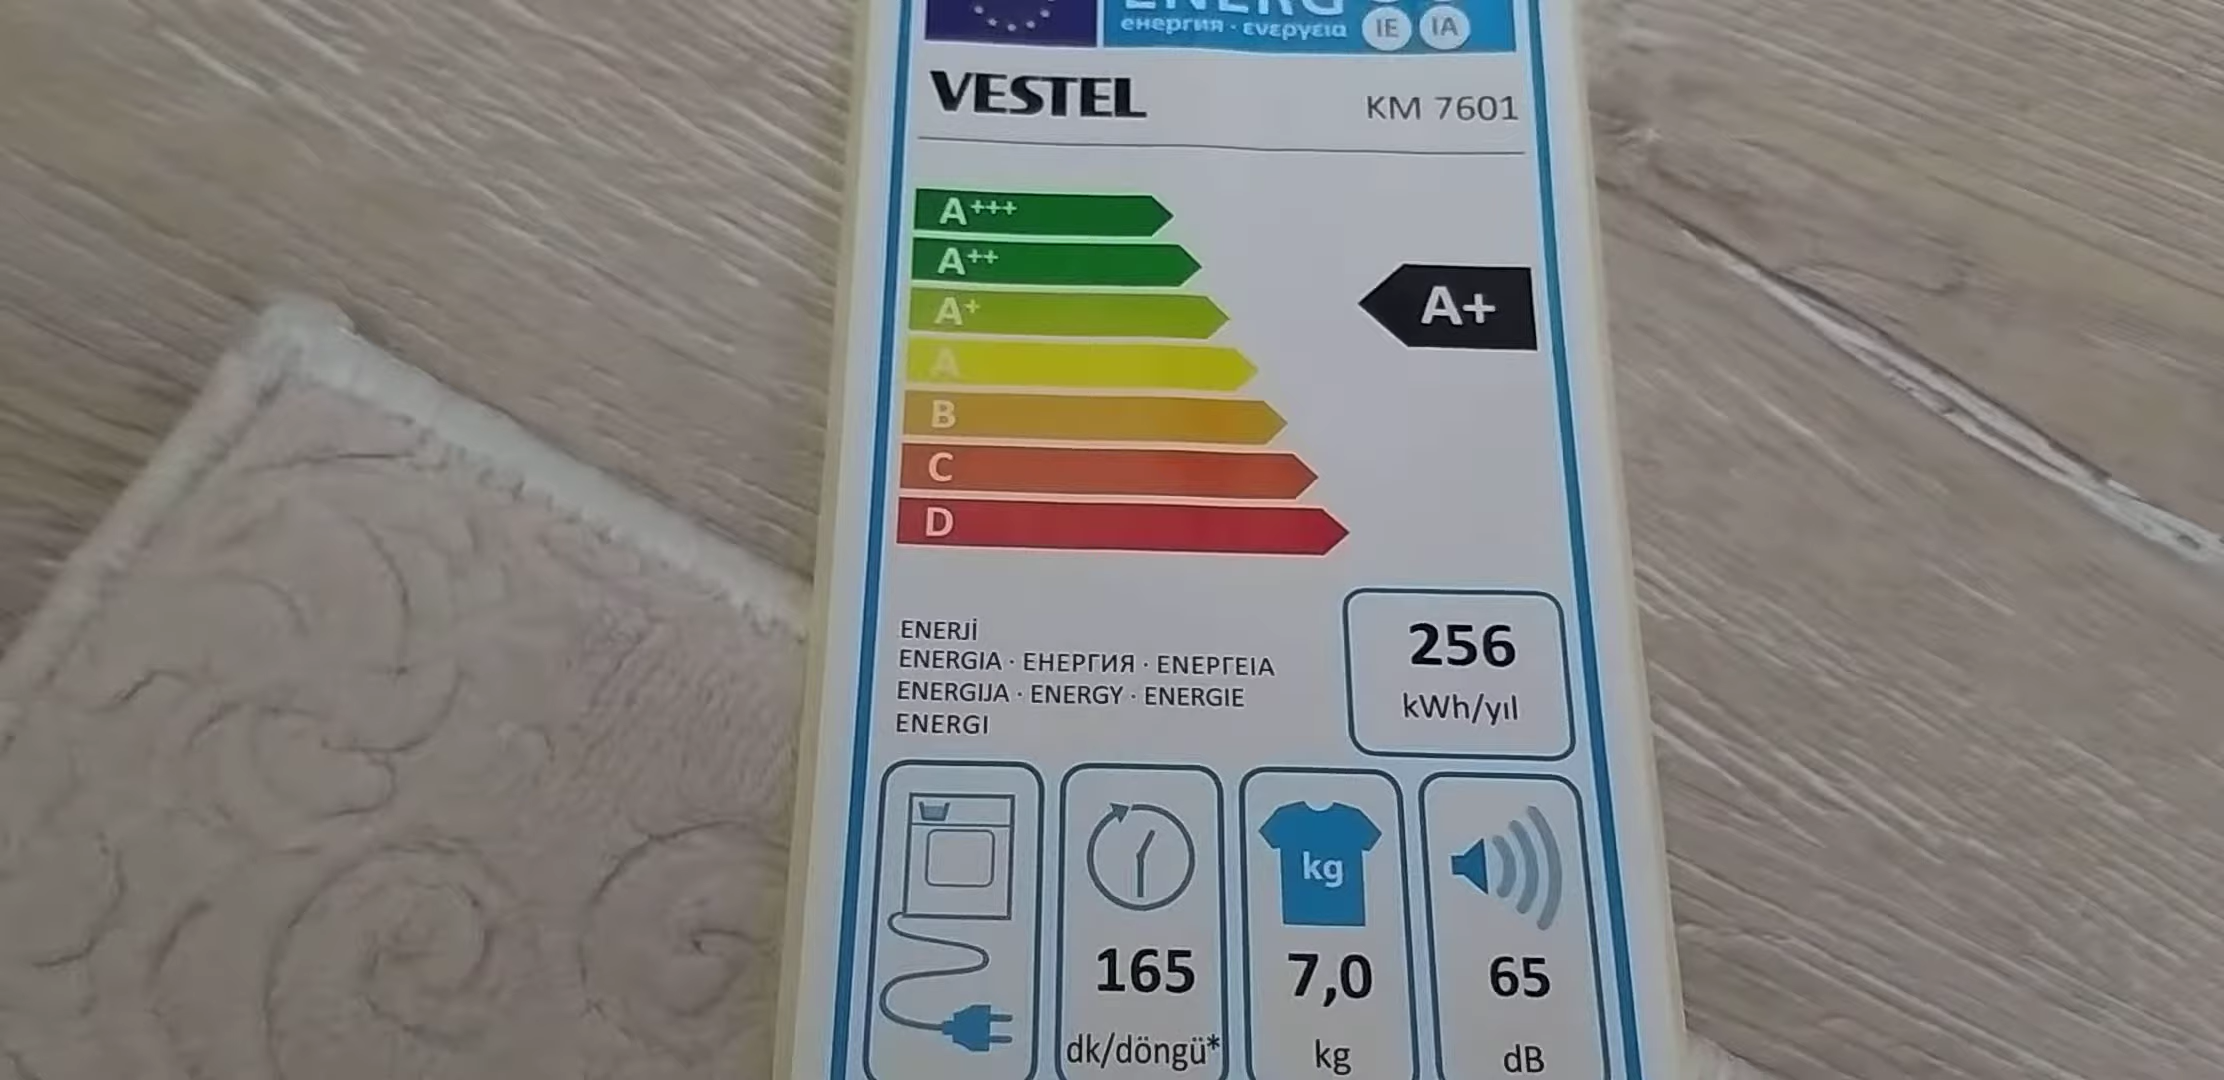 ENERG
енергия · ενεργεια IE IA
VESTEL KM 7601
A+++
A++
A+
A+
A
B
C
D
ENERJİ
ENERGIA · ЕНЕРГИЯ · ΕΝΕΡΓΕΙΑ
ENERGIJA · ENERGY · ENERGIE
ENERGI
256
kWh/yıl
kg
165 7,0 65
dk/döngü* kg dB